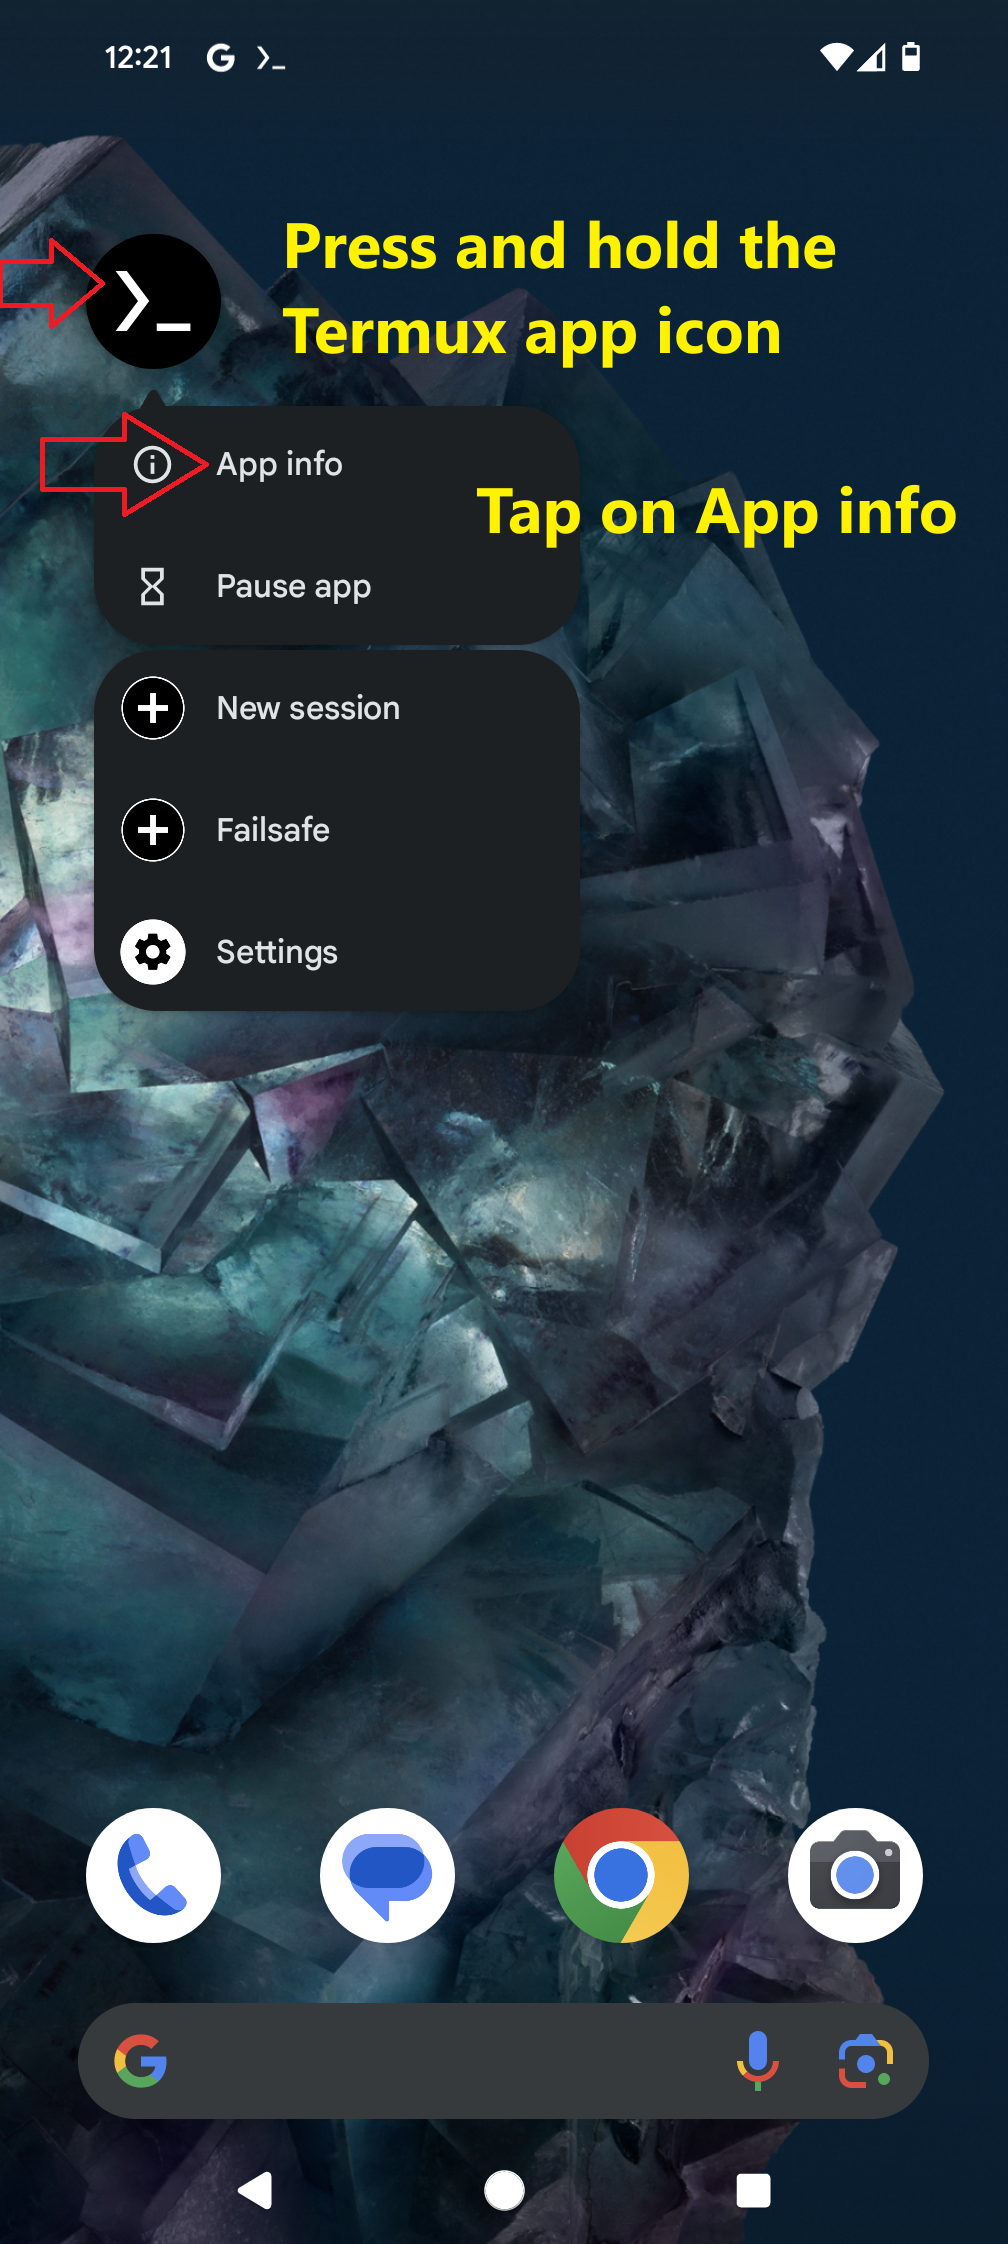 12:21
Press and hold the
Termux app icon
App info
Tap on App info
Pause app
New session
Failsafe
Settings